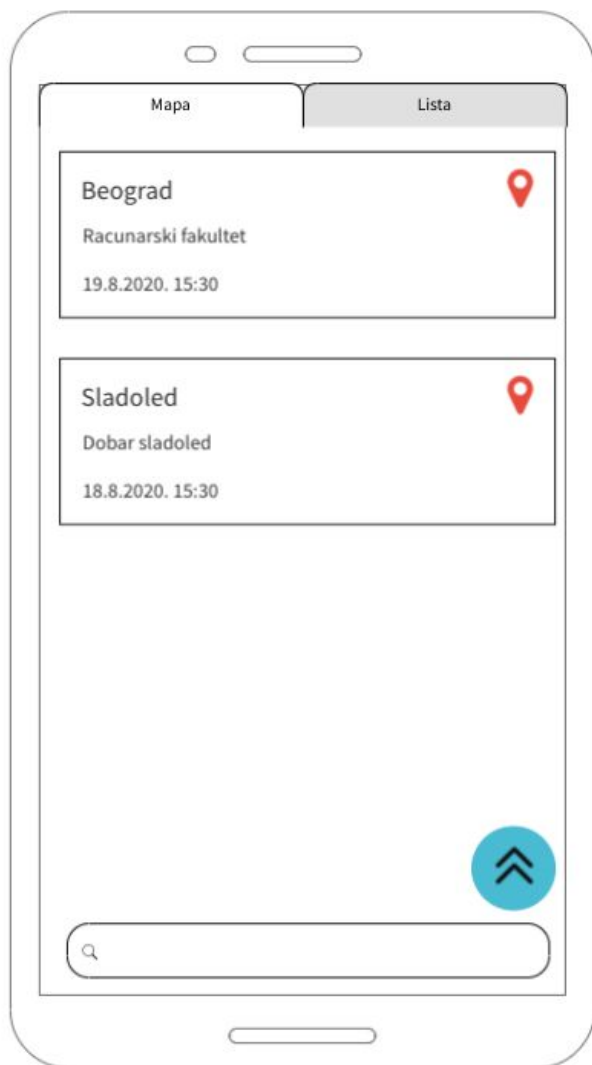 Mapa
Lista
Beograd
Racunarski fakultet
19.8.2020. 15:30
Sladoled
Dobar sladoled
18.8.2020. 15:30